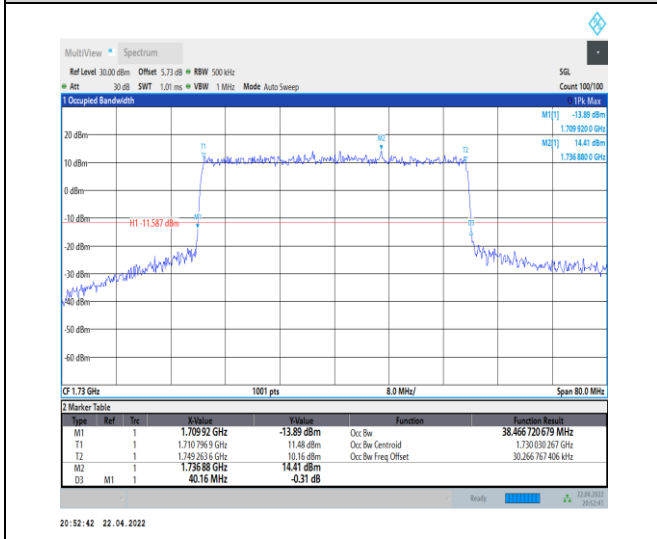 MultiView Spectrum
Ref Level 30.00 dBm Offset 5.73 dB RBW 500 kHz SGL
Att 30 dB SWT 1.01 ms VBW 1 MHz Mode Auto Sweep Count 100/100
1 Occupied Bandwidth 1Pk Max
M1[1] -13.89 dBm
1.709 920 0 GHz
M2[1] 14.41 dBm
1.736 880 0 GHz
20 dBm
T1 M2 T2
10 dBm
0 dBm
-10 dBm
M1
H1 -11.587 dBm D3
-20 dBm
-30 dBm
-40 dBm
-50 dBm
-60 dBm
CF 1.73 GHz 1001 pts 8.0 MHz/ Span 80.0 MHz
2 Marker Table
Type Ref Trc X-Value Y-Value Function Function Result
M1 1 1.709 92 GHz -13.89 dBm Occ Bw 38.466 720 679 MHz
T1 1 1.710 796 9 GHz 11.48 dBm Occ Bw Centroid 1.730 030 267 GHz
T2 1 1.749 263 6 GHz 10.16 dBm Occ Bw Freq Offset 30.266 767 406 kHz
M2 1 1.736 88 GHz 14.41 dBm
D3 M1 1 40.16 MHz -0.31 dB
Ready 22.04.2022
20:52:41
20:52:42 22.04.2022